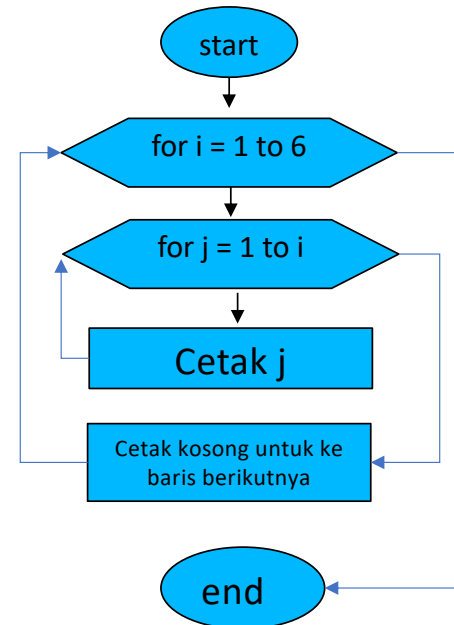 start
for i = 1 to 6
for j = 1 to i
Cetak j
Cetak kosong untuk ke
baris berikutnya
end